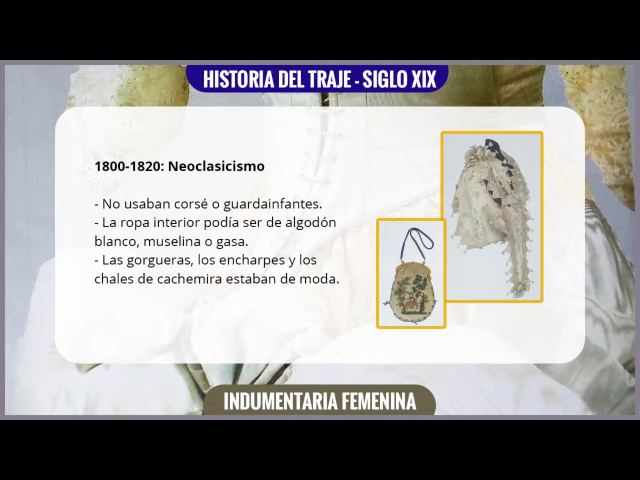 HISTORIA DEL TRAJE - SIGLO XIX
1800-1820: Neoclasicismo
- No usaban corsé o guardainfantes.
- La ropa interior podía ser de algodón
blanco, muselina o gasa.
- Las gorgueras, los encharpes y los
chales de cachemira estaban de moda.
INDUMENTARIA FEMENINA